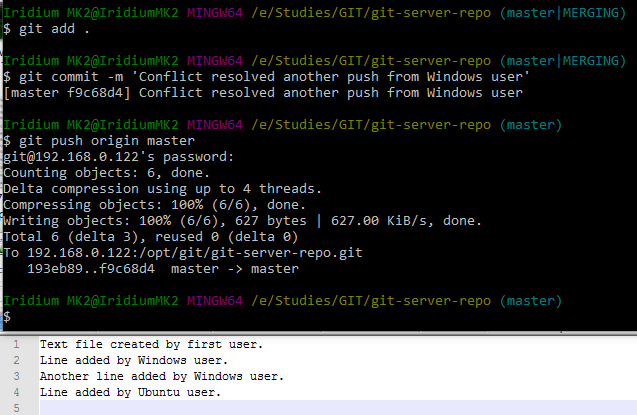 Iridium MK2@IridiumMK2 MINGW64 /e/Studies/GIT/git-server-repo (master|MERGING)
$ git add .
Iridium MK2@IridiumMK2 MINGW64 /e/Studies/GIT/git-server-repo (master|MERGING)
$ git commit -m 'Conflict resolved another push from Windows user'
[master f9c68d4] Conflict resolved another push from Windows user
Iridium MK2@IridiumMK2 MINGW64 /e/Studies/GIT/git-server-repo (master)
$ git push origin master
git@192.168.0.122's password:
Counting objects: 6, done.
Delta compression using up to 4 threads.
Compressing objects: 100% (6/6), done.
Writing objects: 100% (6/6), 627 bytes | 627.00 KiB/s, done.
Total 6 (delta 3), reused 0 (delta 0)
To 192.168.0.122:/opt/git/git-server-repo.git
   193eb89..f9c68d4  master -> master
Iridium MK2@IridiumMK2 MINGW64 /e/Studies/GIT/git-server-repo (master)
$
1 Text file created by first user.
2 Line added by Windows user.
3 Another line added by Windows user.
4 Line added by Ubuntu user.
5